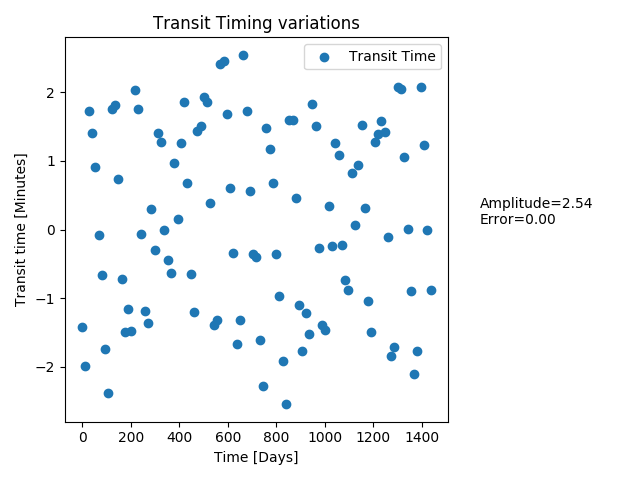 Transit Timing variations
Transit Time
2
1
0
−1
−2
Transit time [Minutes]
Amplitude=2.54
Error=0.00
0 200 400 600 800 1000 1200 1400
Time [Days]